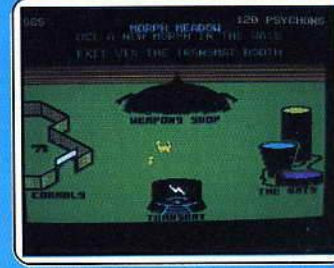 120 PSYCHONS
MORPH MEADOW
USE A NEW MORPH IN THE VATS
EXIT VIA THE TRANSMAT BOOTH
WEAPONS SHOP
CORRALS
THE VATS
TRANSMAT